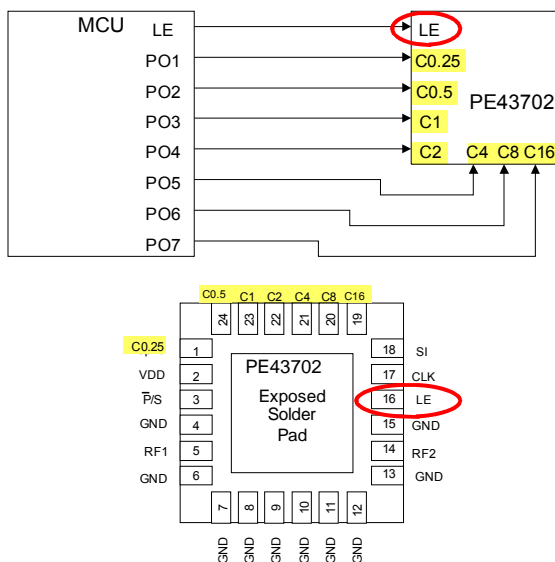 MCU LE LE
PO1 C0.25
PO2 C0.5 PE43702
PO3 C1
PO4 C2 C4 C8 C16
PO5
PO6
PO7
C0.5 C1 C2 C4 C8 C16
24 23 22 21 20 19
C0.25 1 18 SI
VDD 2 PE43702 17 CLK
P̅/S 3 Exposed 16 LE
GND 4 Solder 15 GND
RF1 5 Pad 14 RF2
GND 6 13 GND
7 8 9 10 11 12
GND GND GND GND GND GND